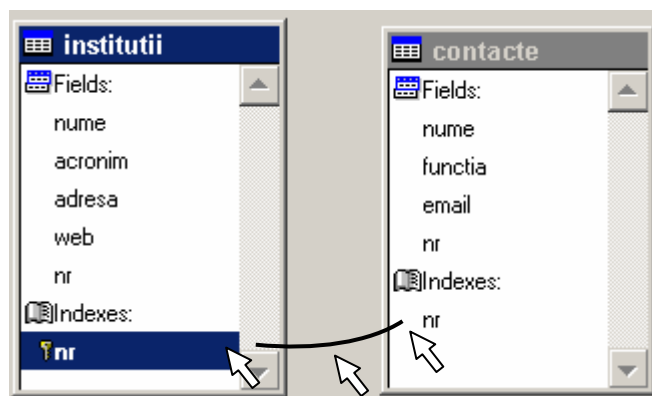 institutii
Fields:
nume
acronim
adresa
web
nr
Indexes:
nr
contacte
Fields:
nume
functia
email
nr
Indexes:
nr